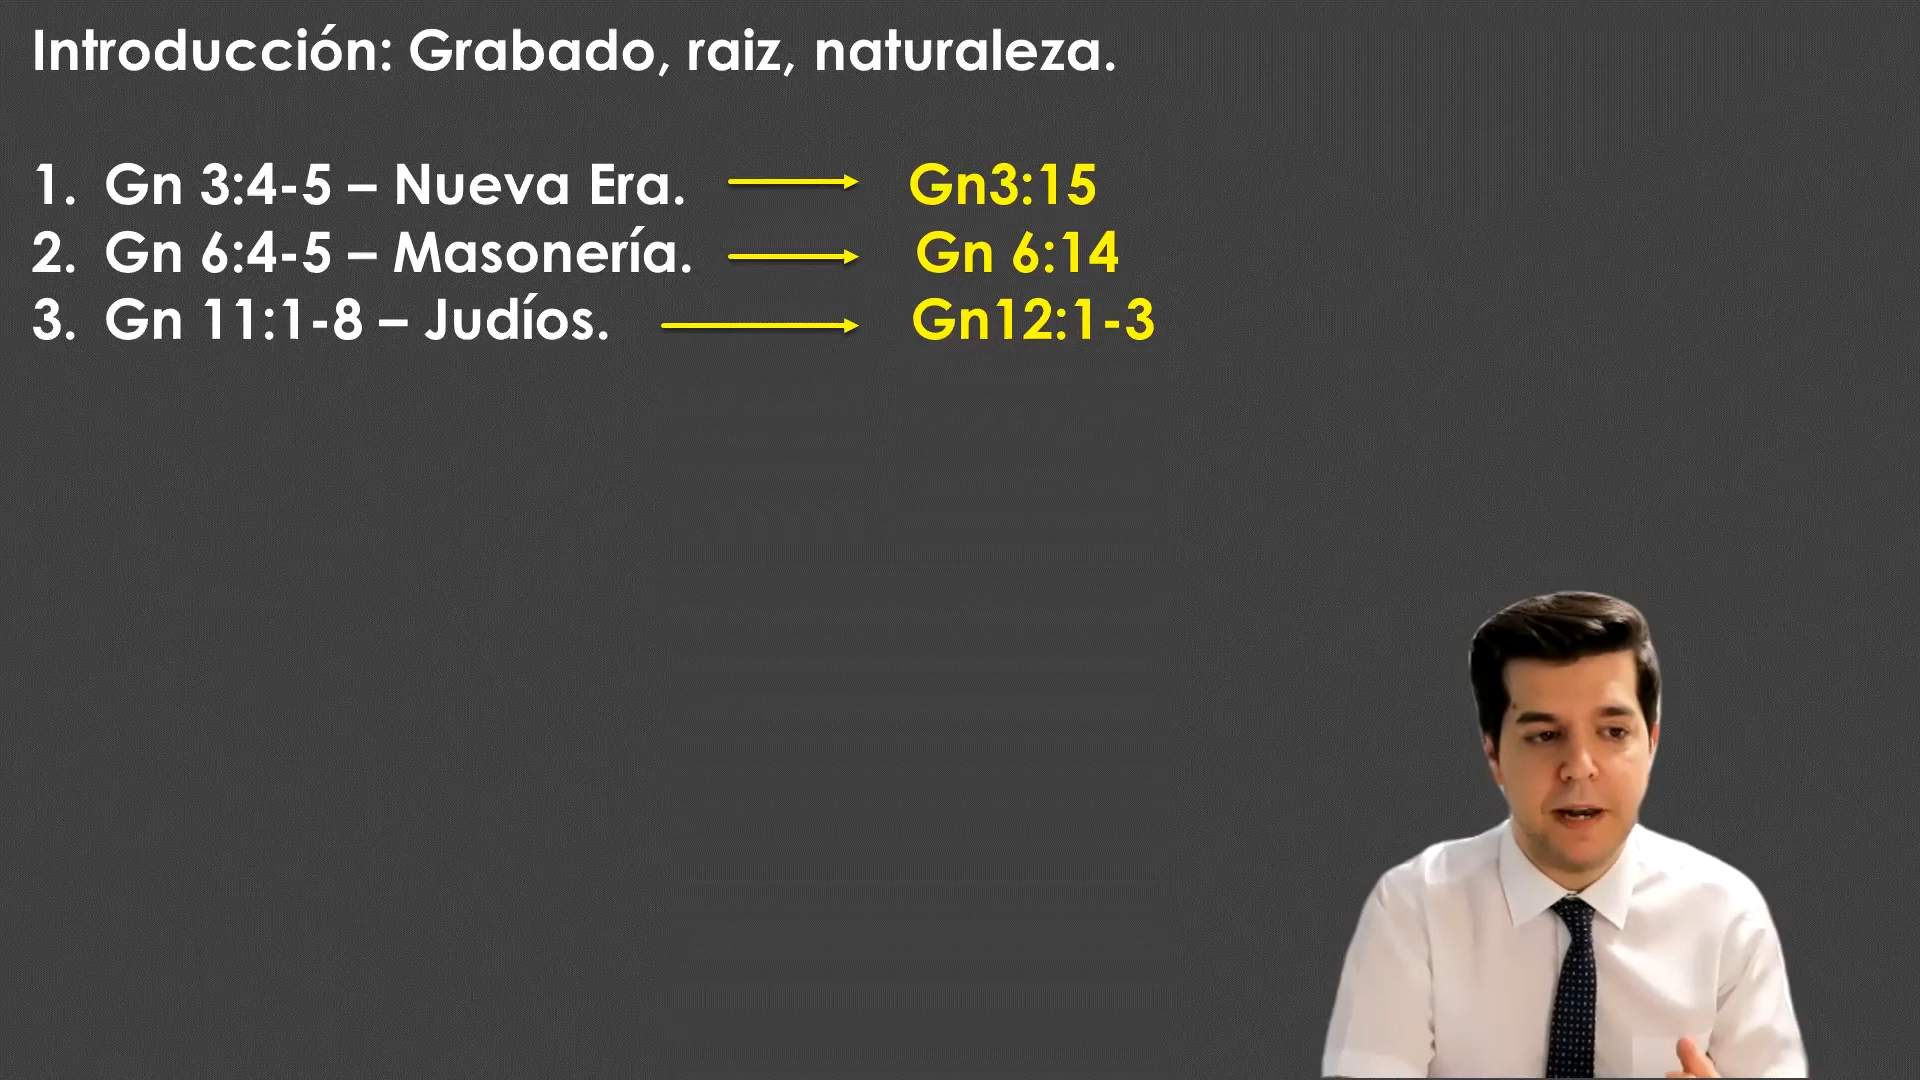 Introducción: Grabado, raiz, naturaleza.
1. Gn 3:4-5 – Nueva Era. Gn3:15
2. Gn 6:4-5 – Masonería. Gn 6:14
3. Gn 11:1-8 – Judíos. Gn12:1-3